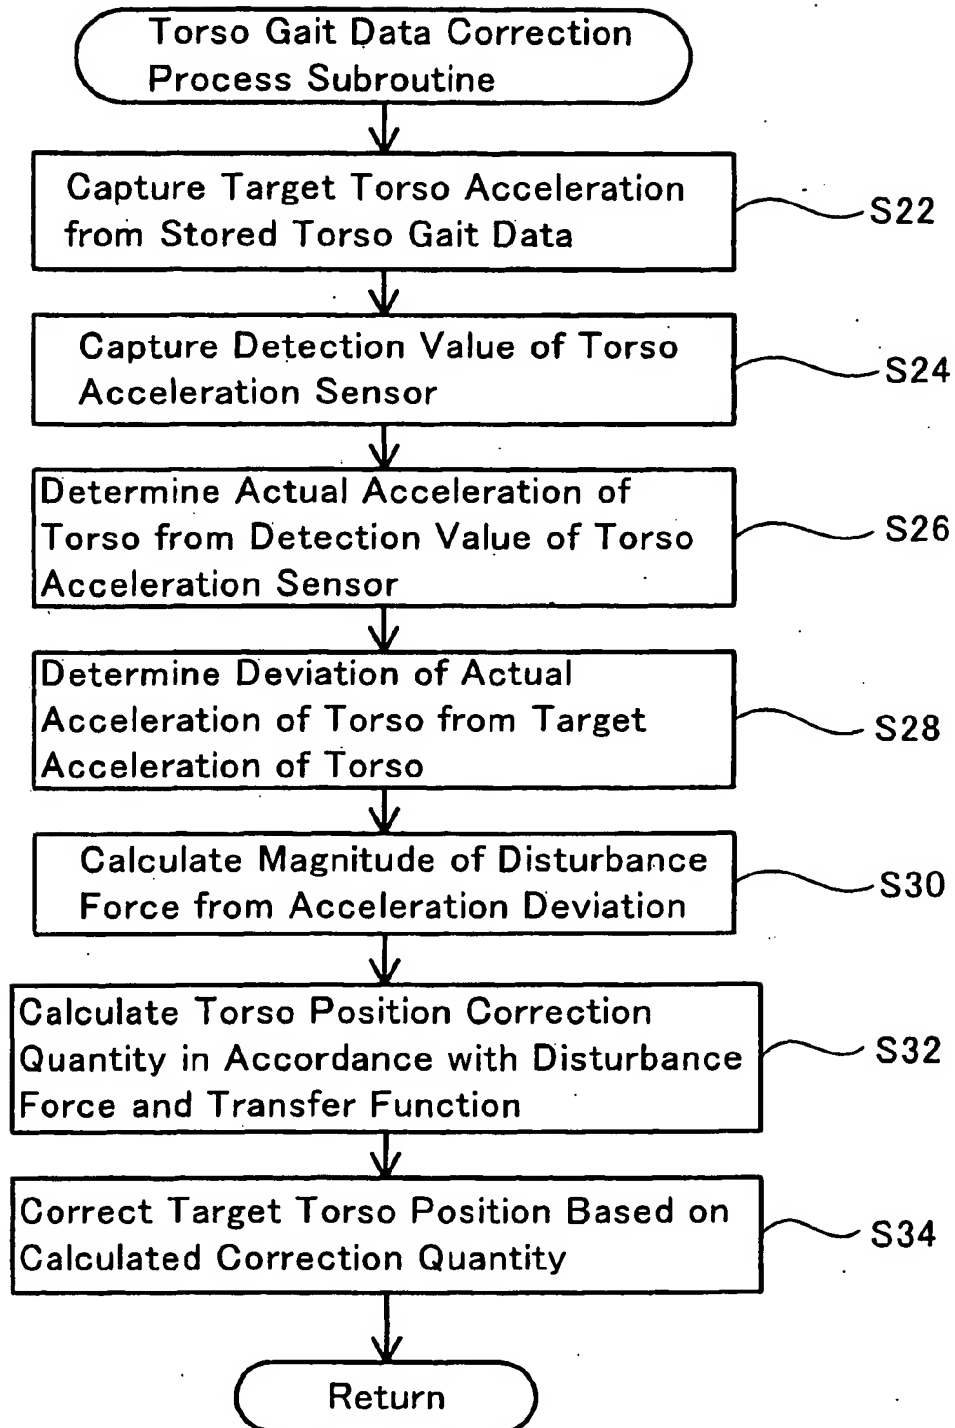 Torso Gait Data Correction
Process Subroutine
Capture Target Torso Acceleration
from Stored Torso Gait Data
S22
Capture Detection Value of Torso
Acceleration Sensor
S24
Determine Actual Acceleration of
Torso from Detection Value of Torso
Acceleration Sensor
S26
Determine Deviation of Actual
Acceleration of Torso from Target
Acceleration of Torso
S28
Calculate Magnitude of Disturbance
Force from Acceleration Deviation
S30
Calculate Torso Position Correction
Quantity in Accordance with Disturbance
Force and Transfer Function
S32
Correct Target Torso Position Based on
Calculated Correction Quantity
S34
Return